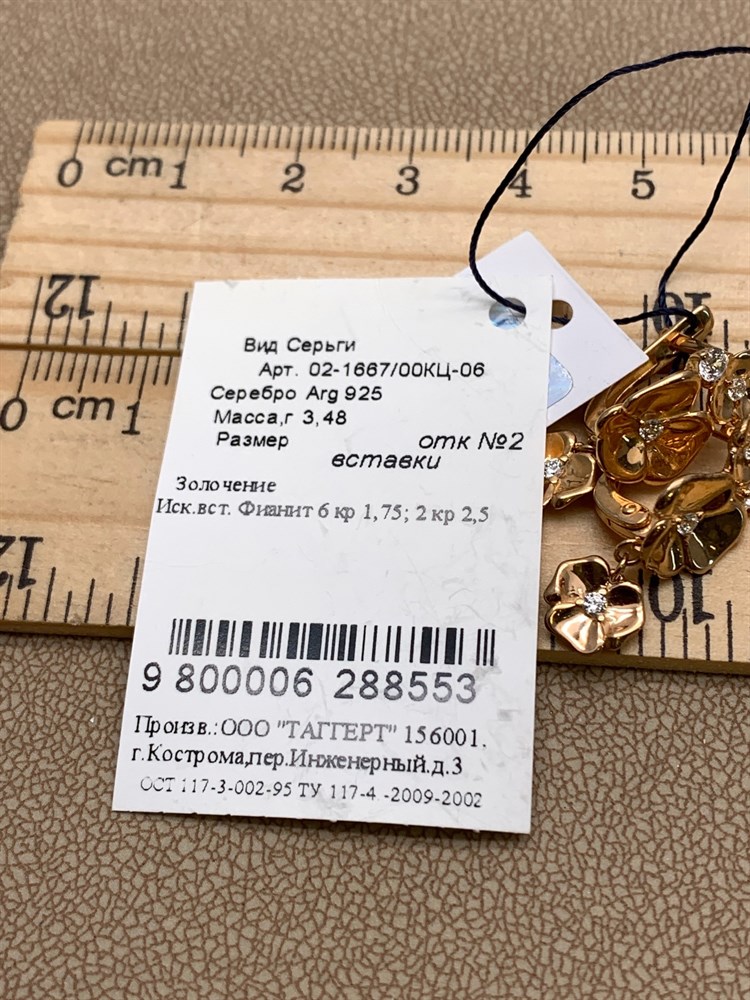 0 cm 1 2 3 4 5
12 10
Вид Серьги
Арт. 02-1667/00КЦ-06
Серебро Arg 925
Масса,г 3,48
Размер отк №2
вставки
Золочение
Иск.вст. Фианит 6 кр 1,75; 2 кр 2,5
9 800006 288553
Произв.:ООО "ТАГГЕРТ" 156001.
г.Кострома,пер.Инженерный.д.3
ОСТ 117-3-002-95 ТУ 117-4 -2009-2002
0 cm 1
12 10